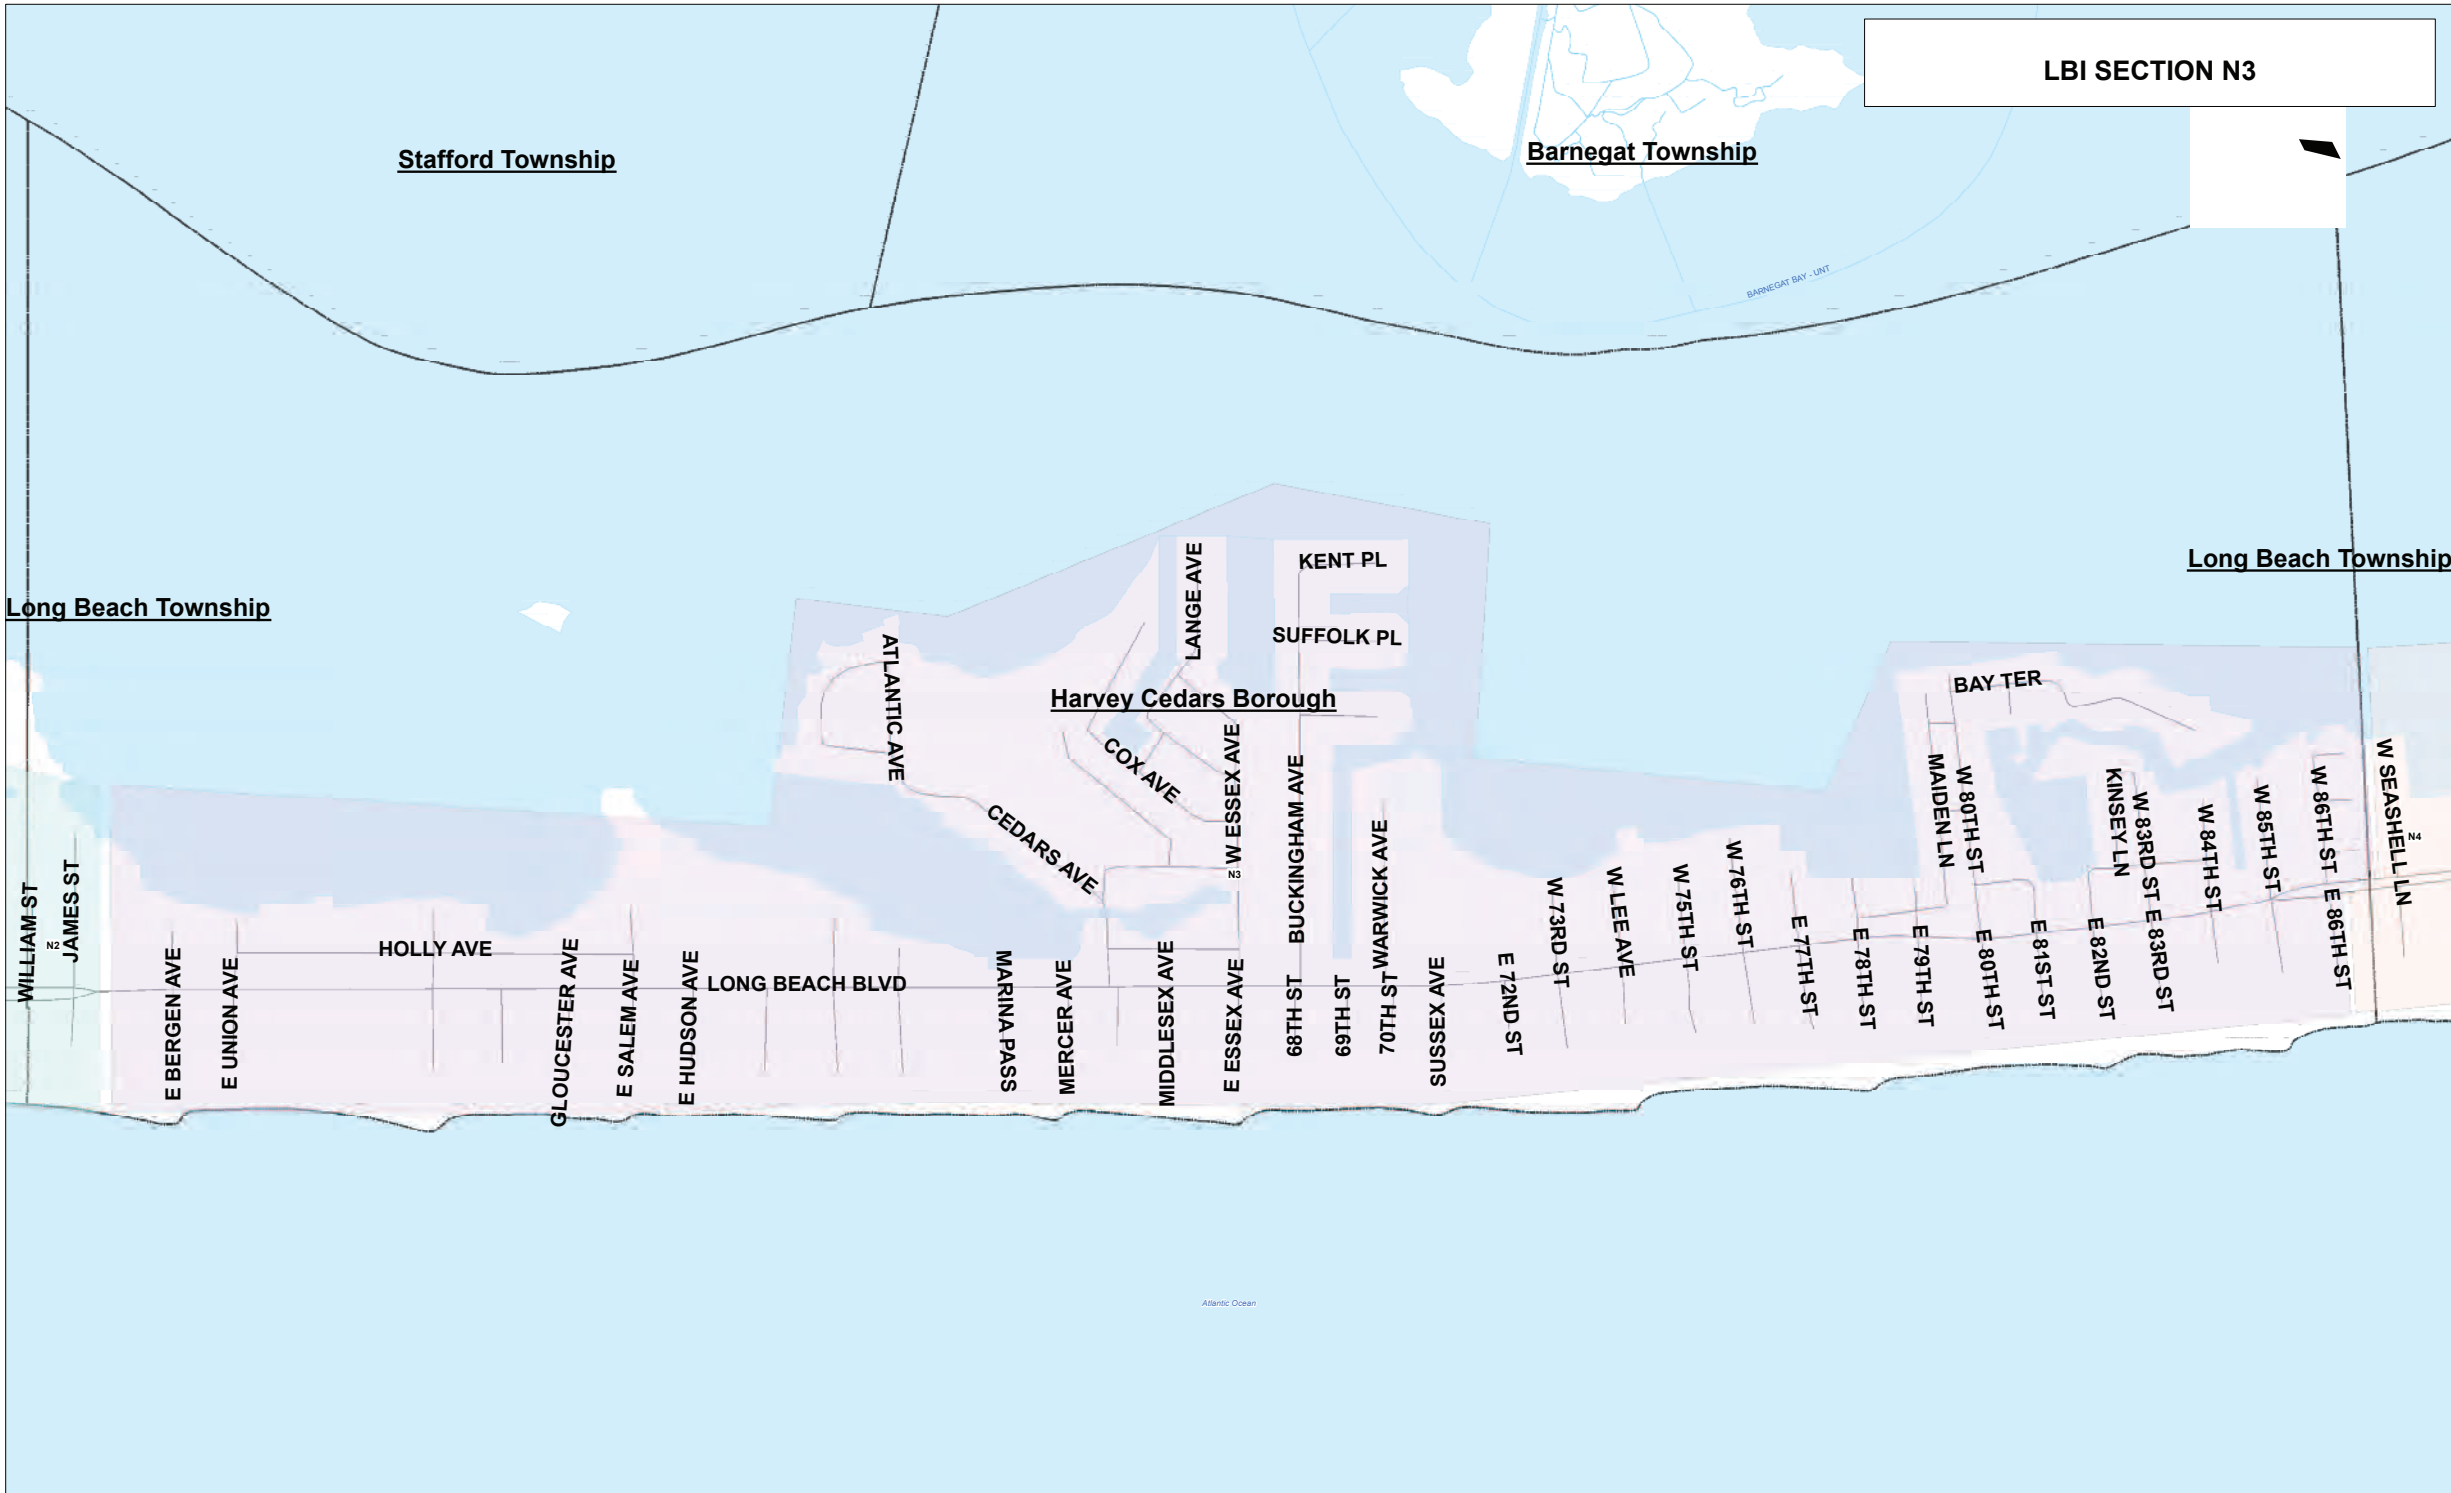 LBI SECTION N3
Stafford Township
Barnegat Township
BARNEGAT BAY - UNT
Long Beach Township
Long Beach Township
Harvey Cedars Borough
KENT PL
SUFFOLK PL
LANGE AVE
ATLANTIC AVE
COX AVE
CEDARS AVE
W ESSEX AVE
N3
BUCKINGHAM AVE
WARWICK AVE
BAY TER
MAIDEN LN
W 80TH ST
KINSEY LN
W 83RD ST
W 84TH ST
W 85TH ST
W 86TH ST
W SEASHELL LN
N4
WILLIAM ST
N2
JAMES ST
HOLLY AVE
LONG BEACH BLVD
E BERGEN AVE
E UNION AVE
GLOUCESTER AVE
E SALEM AVE
E HUDSON AVE
MARINA PASS
MERCER AVE
MIDDLESEX AVE
E ESSEX AVE
68TH ST
69TH ST
70TH ST
SUSSEX AVE
E 72ND ST
W 73RD ST
W LEE AVE
W 75TH ST
W 76TH ST
E 77TH ST
E 78TH ST
E 79TH ST
E 80TH ST
E 81ST ST
E 82ND ST
E 83RD ST
E 86TH ST
Atlantic Ocean